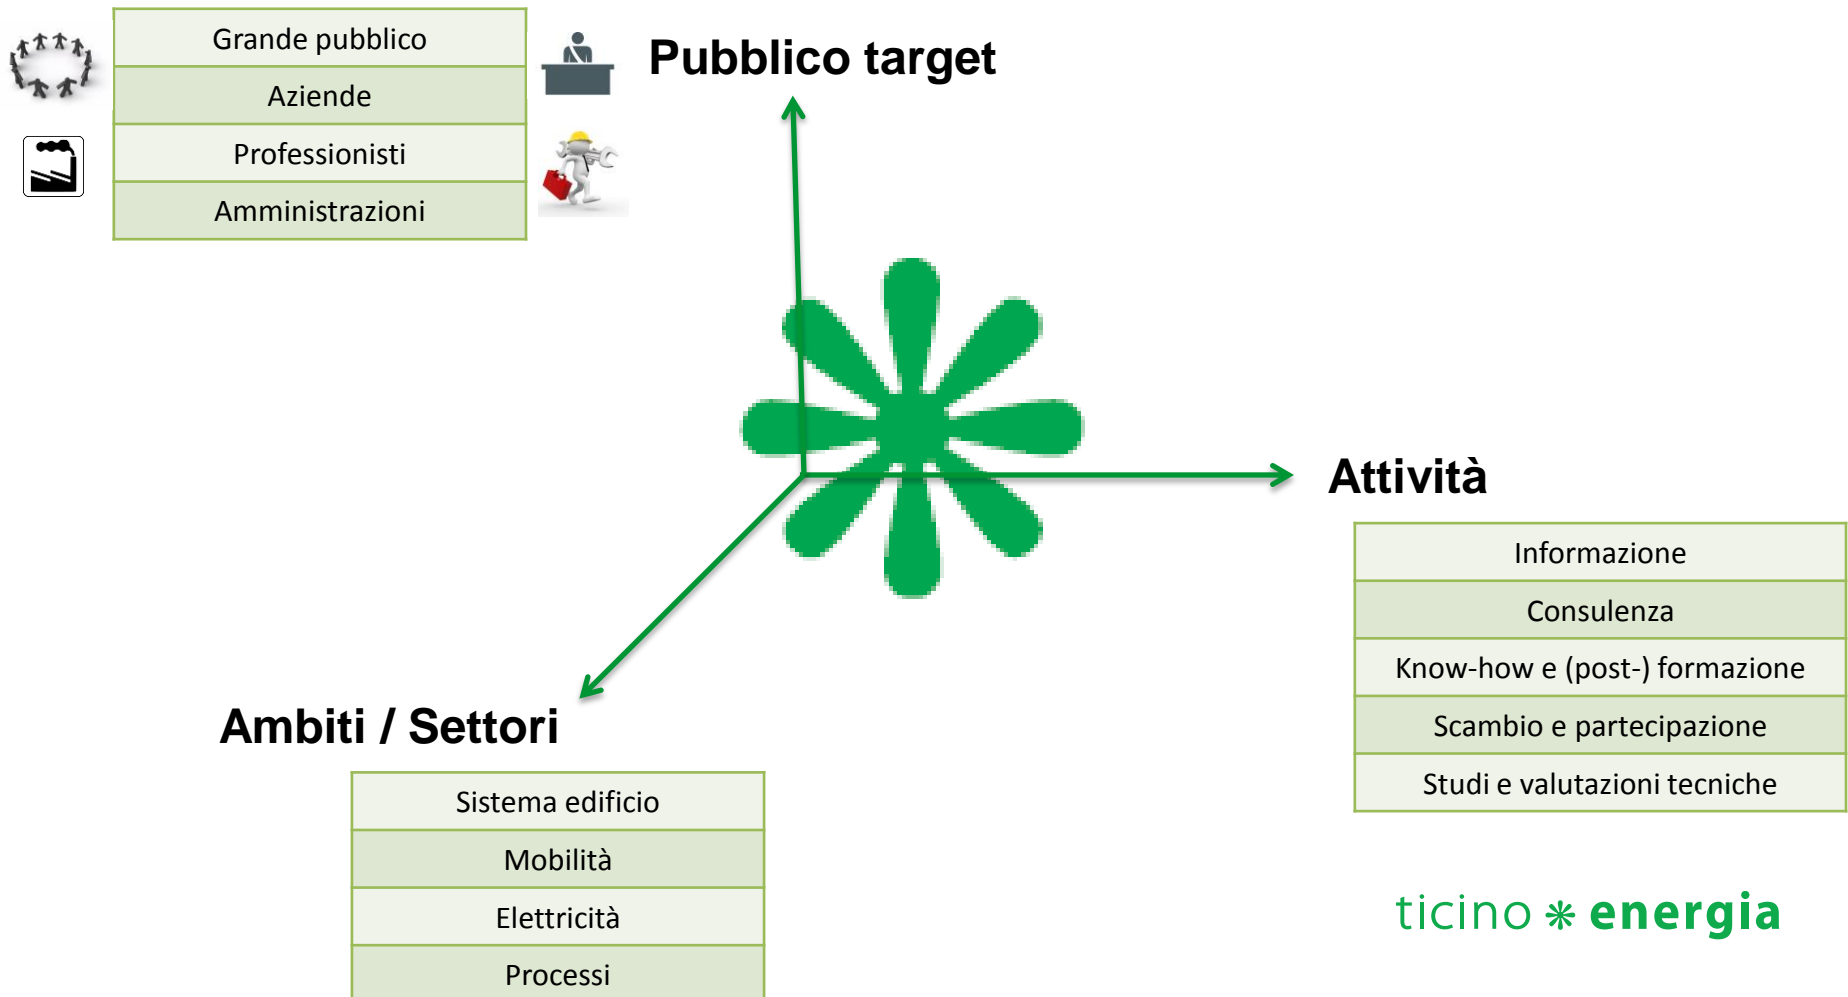 Grande pubblico
Aziende
Professionisti
Amministrazioni
Pubblico target
Attività
Informazione
Consulenza
Know-how e (post-) formazione
Scambio e partecipazione
Studi e valutazioni tecniche
Ambiti / Settori
Sistema edificio
Mobilità
Elettricità
Processi
ticino energia